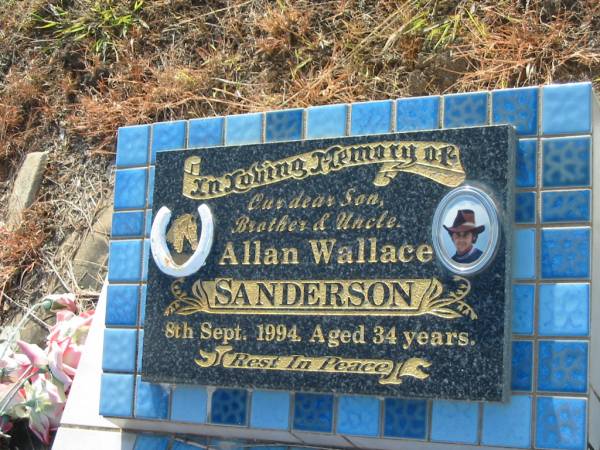 In Loving Memory of
Our dear Son,
Brother & Uncle.
Allan Wallace
SANDERSON
8th Sept. 1994. Aged 34 years.
Rest In Peace